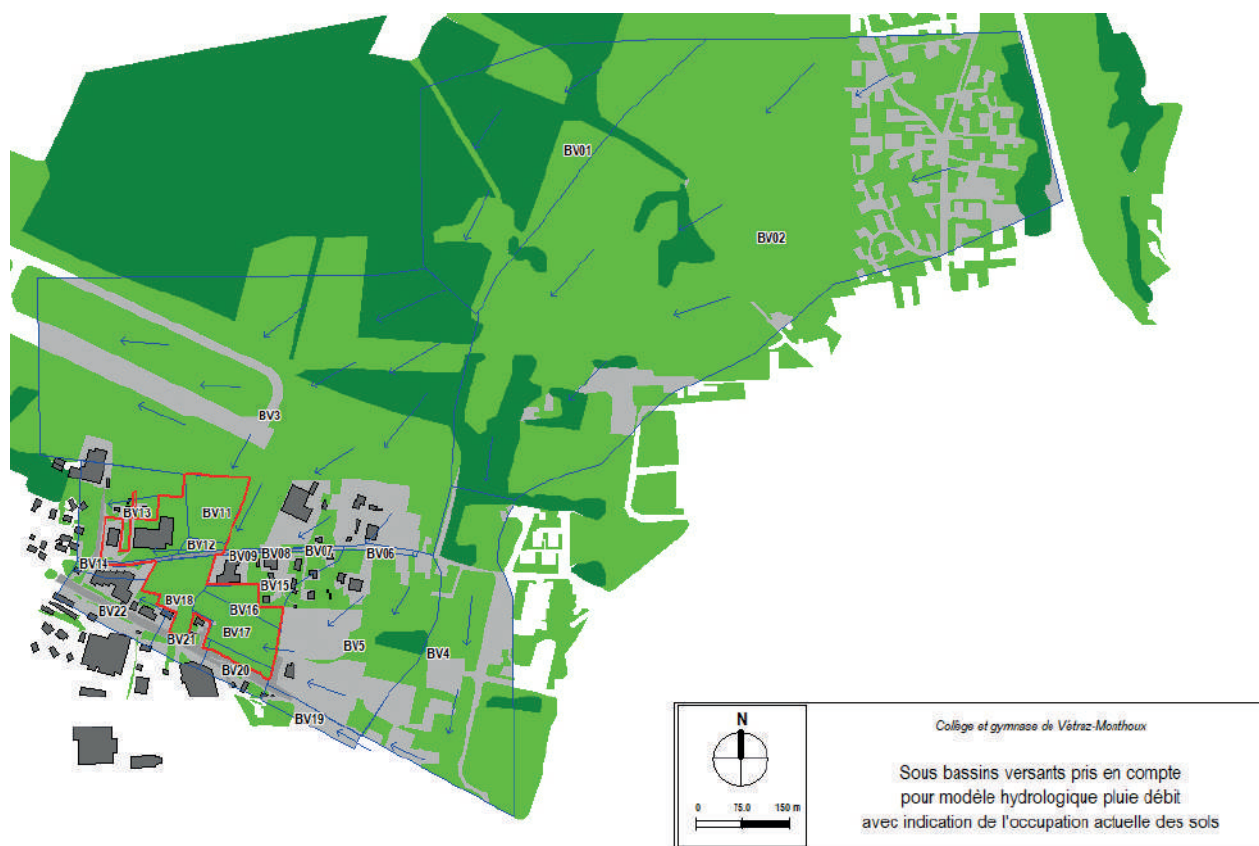 BV01
BV02
BV3
BV13
BV11
BV12
BV14
BV09
BV08
BV07
BV06
BV15
BV22
BV18
BV16
BV17
BV21
BV5
BV4
BV20
BV19
N
0 75.0 150 m
Collège et gymnase de Vétraz-Monthoux
Sous bassins versants pris en compte
pour modèle hydrologique pluie débit
avec indication de l'occupation actuelle des sols